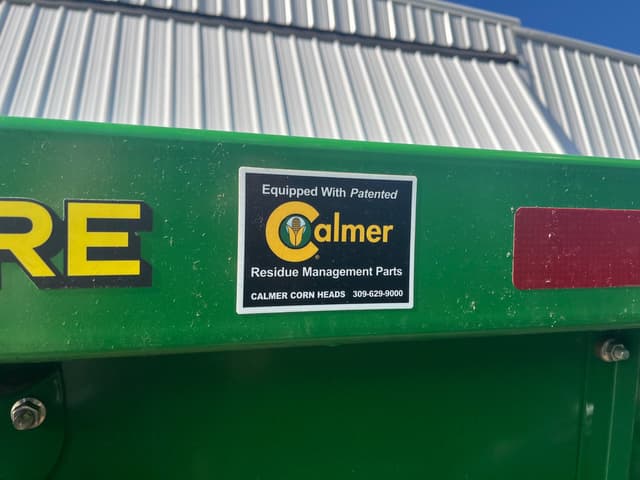 RE
Equipped With Patented
Calmer
Residue Management Parts
CALMER CORN HEADS 309-629-9000